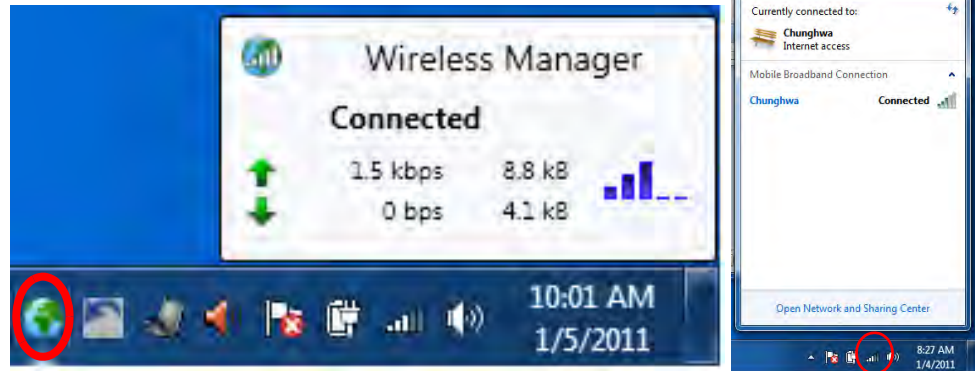 Wireless Manager
Connected
1.5 kbps 8.8 kB
0 bps 4.1 kB
10:01 AM
1/5/2011
Currently connected to:
Chunghwa
Internet access
Mobile Broadband Connection
Chunghwa Connected
Open Network and Sharing Center
8:27 AM
1/4/2011